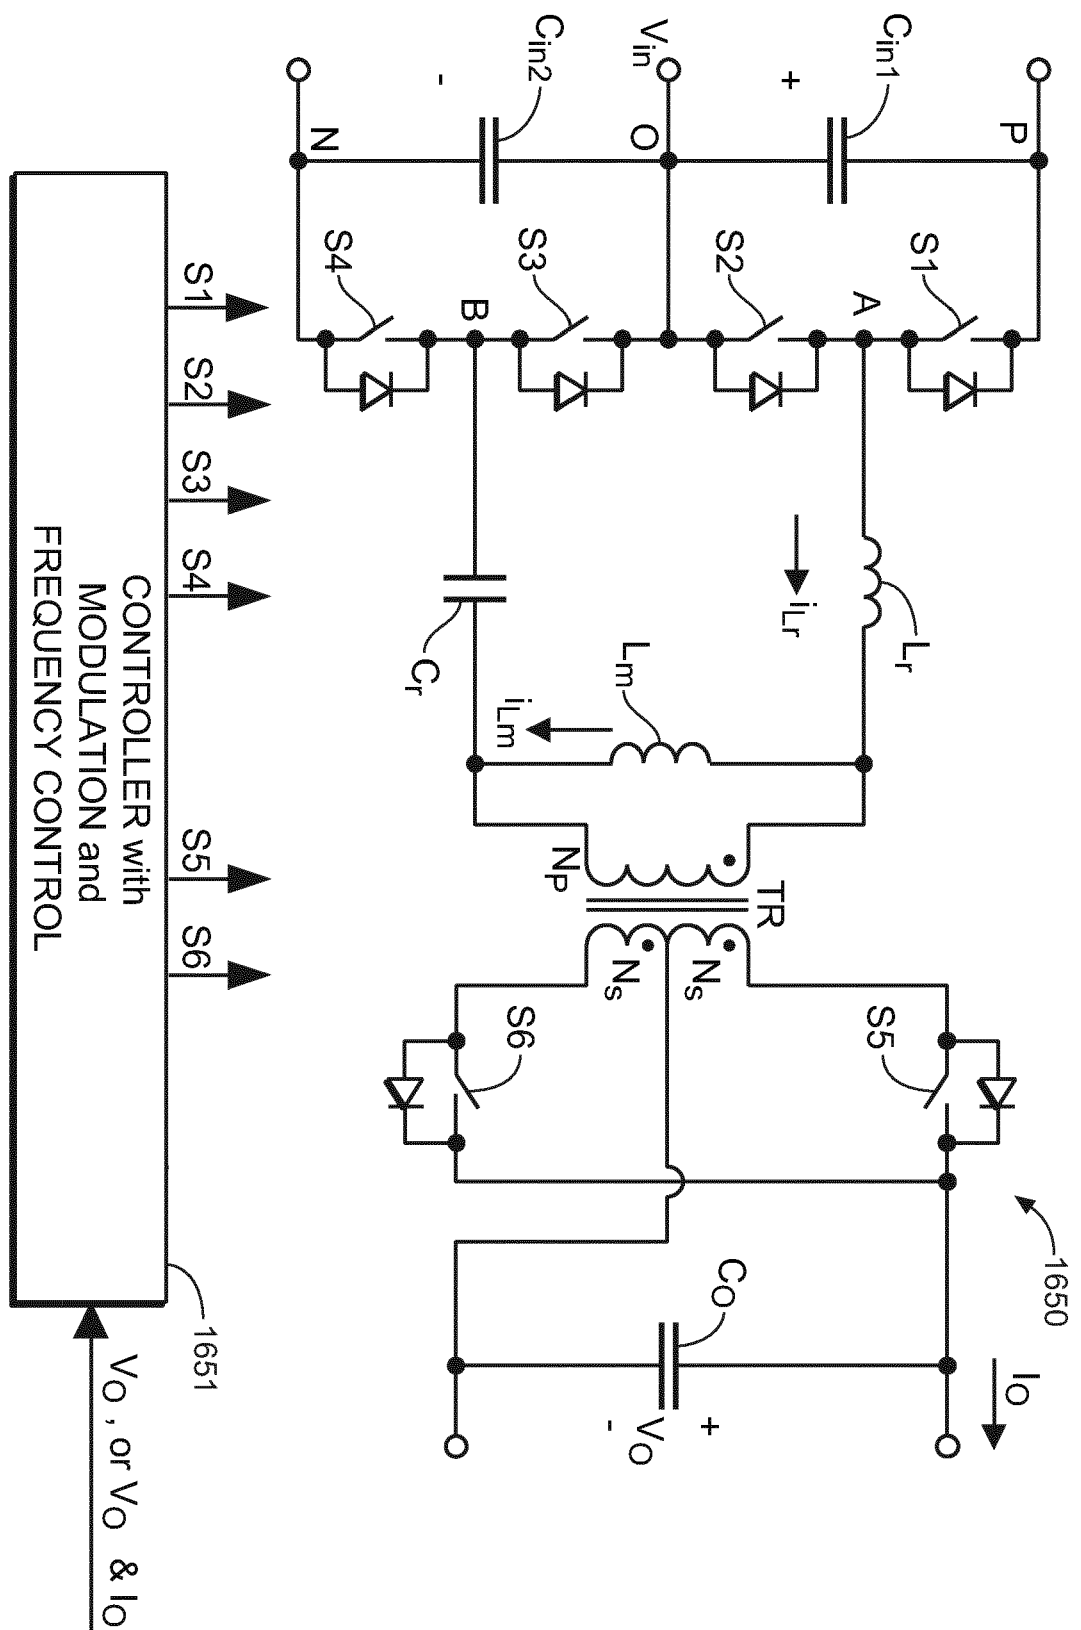 1650
P
S1
Cin1
+
A
Lr
iLr
S2
Vin
O
S3
Cin2
-
B
S4
N
Lm
iLm
Cr
TR
NP
Ns
Ns
S5
S6
IO
CO
+
VO
-
S1
S2
S3
S4
S5
S6
1651
CONTROLLER with
MODULATION and
FREQUENCY CONTROL
VO , or VO & IO